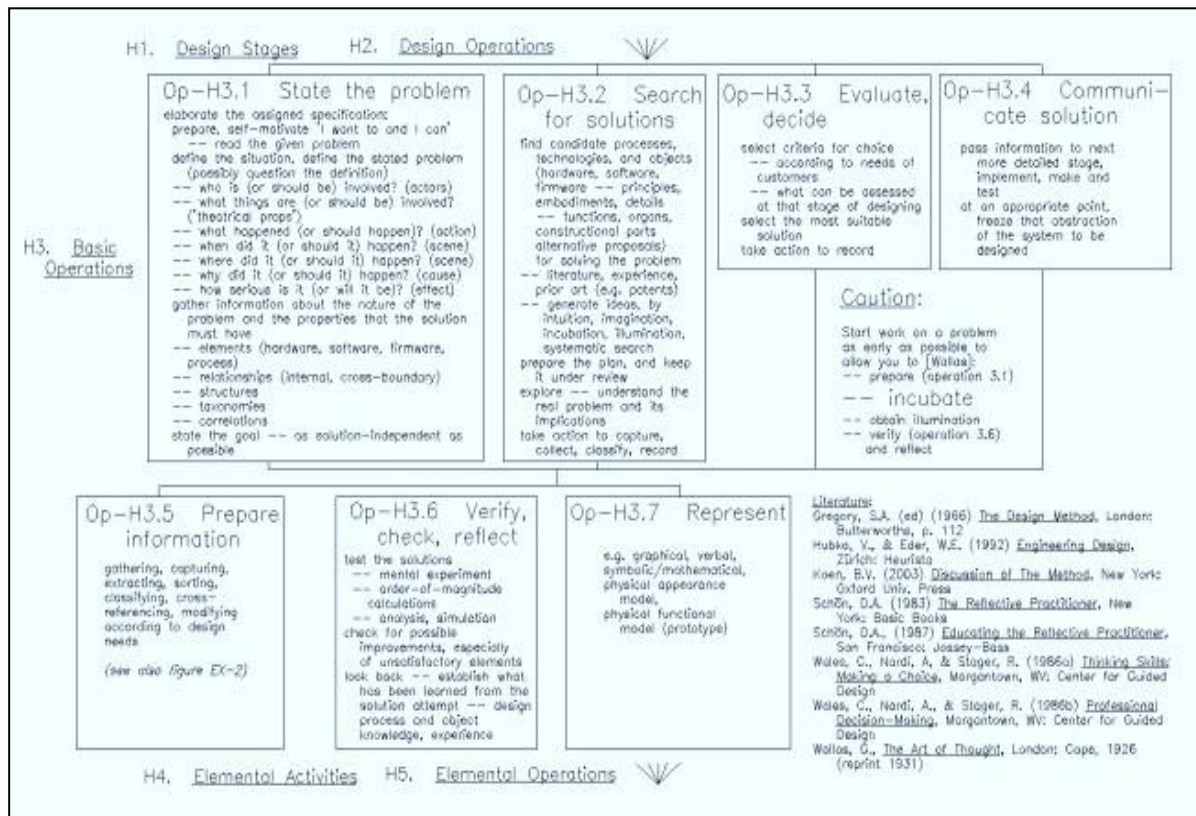 H1. Design Stages
H2. Design Operations
H3. Basic
Operations
Op-H3.1 State the problem
elaborate the assigned specification:
prepare, self-motivate 'I want to and I can'
-- read the given problem
define the situation, define the stated problem
(possibly question the definition)
-- who is (or should be) involved? (actors)
-- what things are (or should be) involved?
("theatrical props")
-- what happened (or should happen)? (action)
-- when did it (or should it) happen? (scene)
-- where did it (or should it) happen? (scene)
-- why did it (or should it) happen? (cause)
-- how serious is it (or will it be)? (effect)
gather information about the nature of the
problem and the properties that the solution
must have
-- elements (hardware, software, firmware,
process)
-- relationships (internal, cross-boundary)
-- structures
-- taxonomies
-- correlations
state the goal -- as solution-independent as
possible
Op-H3.2 Search
for solutions
find candidate processes,
technologies, and objects
(hardware, software,
firmware -- principles,
embodiments, details
-- functions, organs,
constructional parts
alternative proposals)
for solving the problem
-- literature, experience,
prior art (e.g. patents)
-- generate ideas, by
intuition, imagination,
incubation, illumination,
systematic search
prepare the plan, and keep
it under review
explore -- understand the
real problem and its
implications
take action to capture,
collect, classify, record
Op-H3.3 Evaluate,
decide
select criteria for choice
-- according to needs of
customers
-- what can be assessed
at that stage of designing
select the most suitable
solution
take action to record
Op-H3.4 Communi-
cate solution
pass information to next
more detailed stage,
implement, make and
test
at an appropriate point,
freeze that abstraction
of the system to be
designed
Caution:
Start work on a problem
as early as possible to
allow you to [Wallas]:
-- prepare (operation 3.1)
-- incubate
-- obtain illumination
-- verify (operation 3.6)
and reflect
Op-H3.5 Prepare
information
gathering, capturing,
extracting, sorting,
classifying, cross-
referencing, modifying
according to design
needs
(see also figure EX-2)
Op-H3.6 Verify,
check, reflect
test the solutions
-- mental experiment
-- order-of-magnitude
calculations
-- analysis, simulation
check for possible
improvements, especially
of unsatisfactory elements
look back -- establish what
has been learned from the
solution attempt -- design
process and object
knowledge, experience
Op-H3.7 Represent
e.g. graphical, verbal,
symbolic/mathematical,
physical appearance
model,
physical functional
model (prototype)
Literature:
Gregory, S.A. (ed) (1966) The Design Method, London:
Butterworths, p. 112
Hubka, V., & Eder, W.E. (1992) Engineering Design,
Zürich: Heurista
Koen, B.V. (2003) Discussion of The Method, New York:
Oxford Univ. Press
Schön, D.A. (1983) The Reflective Practitioner, New
York: Basic Books
Schön, D.A., (1987) Educating the Reflective Practitioner,
San Francisco: Jossey-Bass
Wales, C., Nardi, A, & Stager, R. (1986a) Thinking Skills:
Making a Choice, Morgantown, WV: Center for Guided
Design
Wales, C., Nardi, A., & Stager, R. (1986b) Professional
Decision-Making, Morgantown, WV: Center for Guided
Design
Wallas, G., The Art of Thought, London: Cape, 1926
(reprint 1931)
H4. Elemental Activities
H5. Elemental Operations